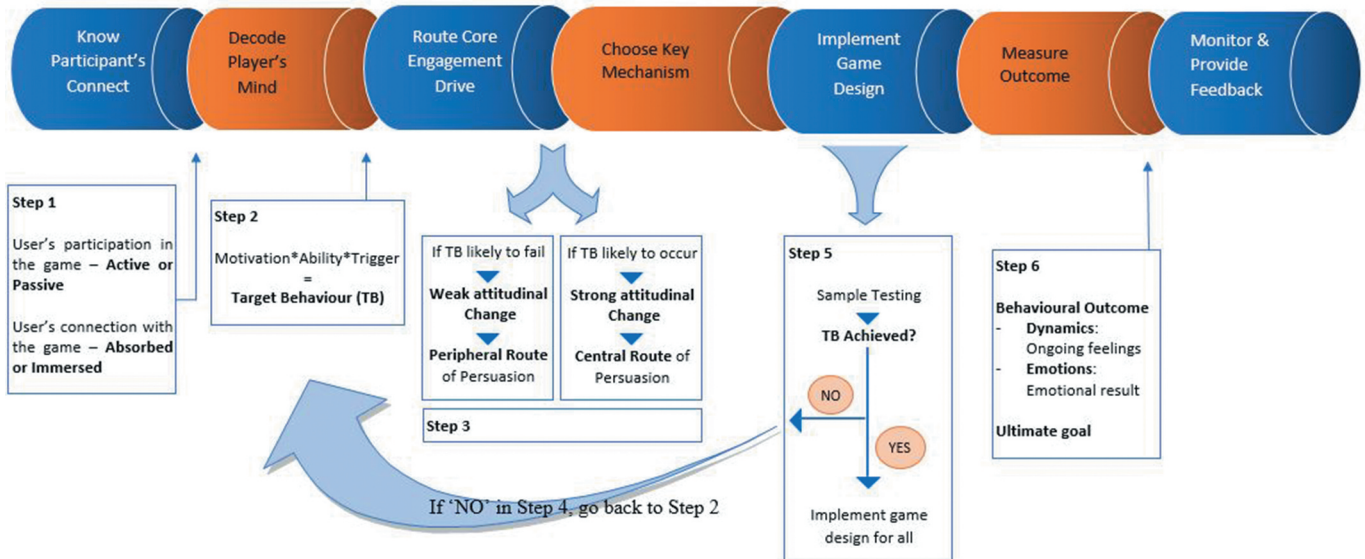 Know
Participant's
Connect
Decode
Player's
Mind
Route Core
Engagement
Drive
Choose Key
Mechanism
Implement
Game
Design
Measure
Outcome
Monitor &
Provide
Feedback
Step 1
User's participation in
the game – Active or
Passive
User's connection with
the game – Absorbed
or Immersed
Step 2
Motivation*Ability*Trigger
=
Target Behaviour (TB)
If TB likely to fail
Weak attitudinal
Change
Peripheral Route
of Persuasion
If TB likely to occur
Strong attitudinal
Change
Central Route of
Persuasion
Step 3
Step 5
Sample Testing
TB Achieved?
NO
YES
Implement game
design for all
If 'NO' in Step 4, go back to Step 2
Step 6
Behavioural Outcome
- Dynamics:
Ongoing feelings
- Emotions:
Emotional result
Ultimate goal